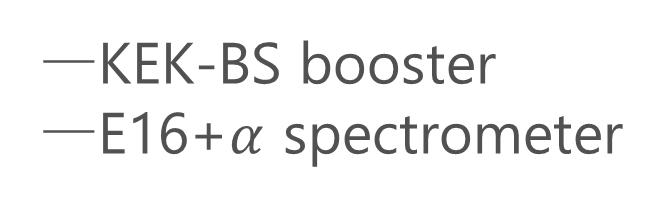 —KEK-BS booster
—E16+α spectrometer